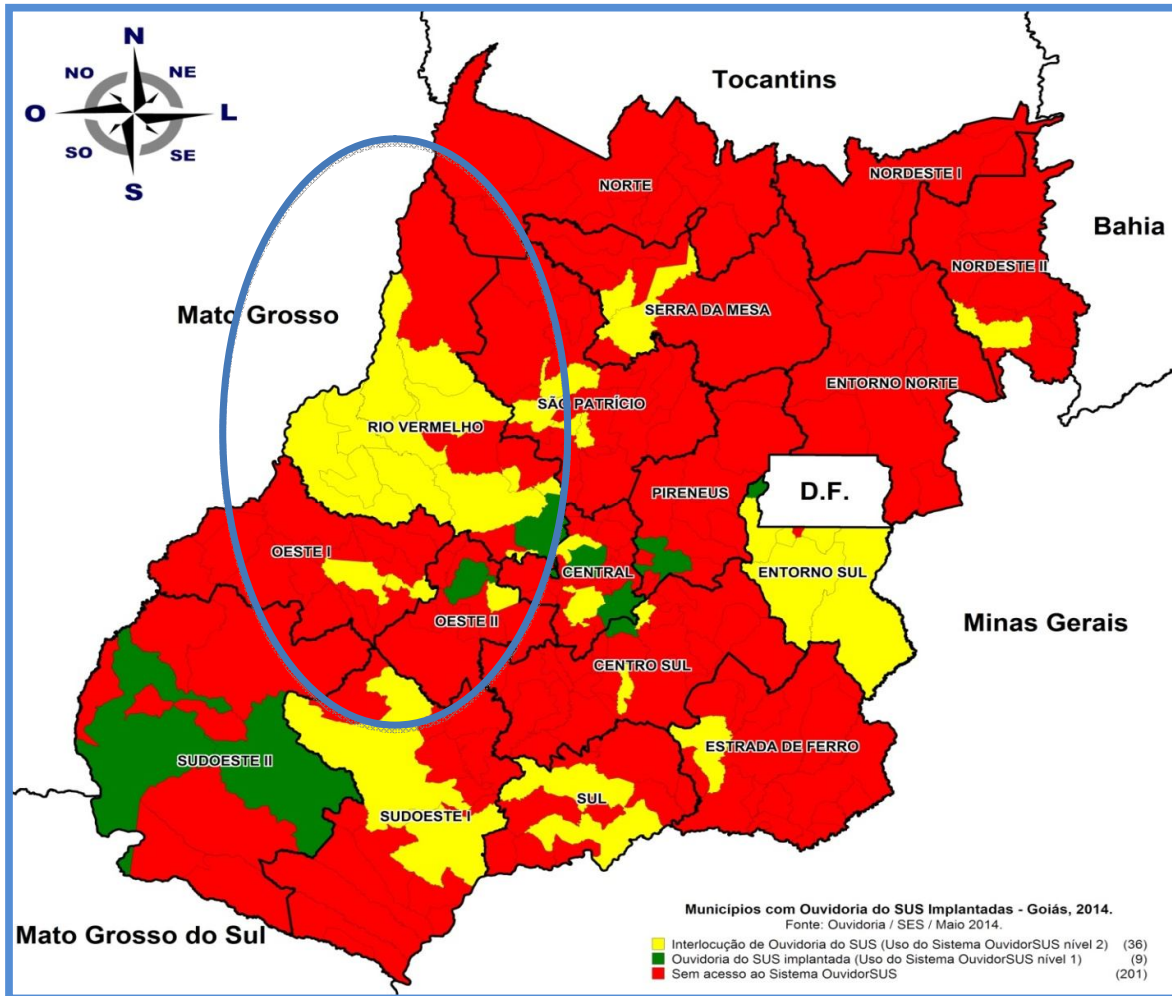 N
NO
NE
O
L
SO
SE
S
Tocantins
NORTE
NORDESTE I
Bahia
NORDESTE II
Mato Grosso
SERRA DA MESA
ENTORNO NORTE
SÃO PATRÍCIO
RIO VERMELHO
PIRENEUS
D.F.
OESTE I
CENTRAL
ENTORNO SUL
OESTE II
Minas Gerais
CENTRO SUL
ESTRADA DE FERRO
SUDOESTE II
SUL
SUDOESTE I
Mato Grosso do Sul
Municípios com Ouvidoria do SUS Implantadas - Goiás, 2014.
Fonte: Ouvidoria / SES / Maio 2014.
Interlocução de Ouvidoria do SUS (Uso do Sistema OuvidorSUS nível 2) (36)
Ouvidoria do SUS implantada (Uso do Sistema OuvidorSUS nível 1) (9)
Sem acesso ao Sistema OuvidorSUS (201)